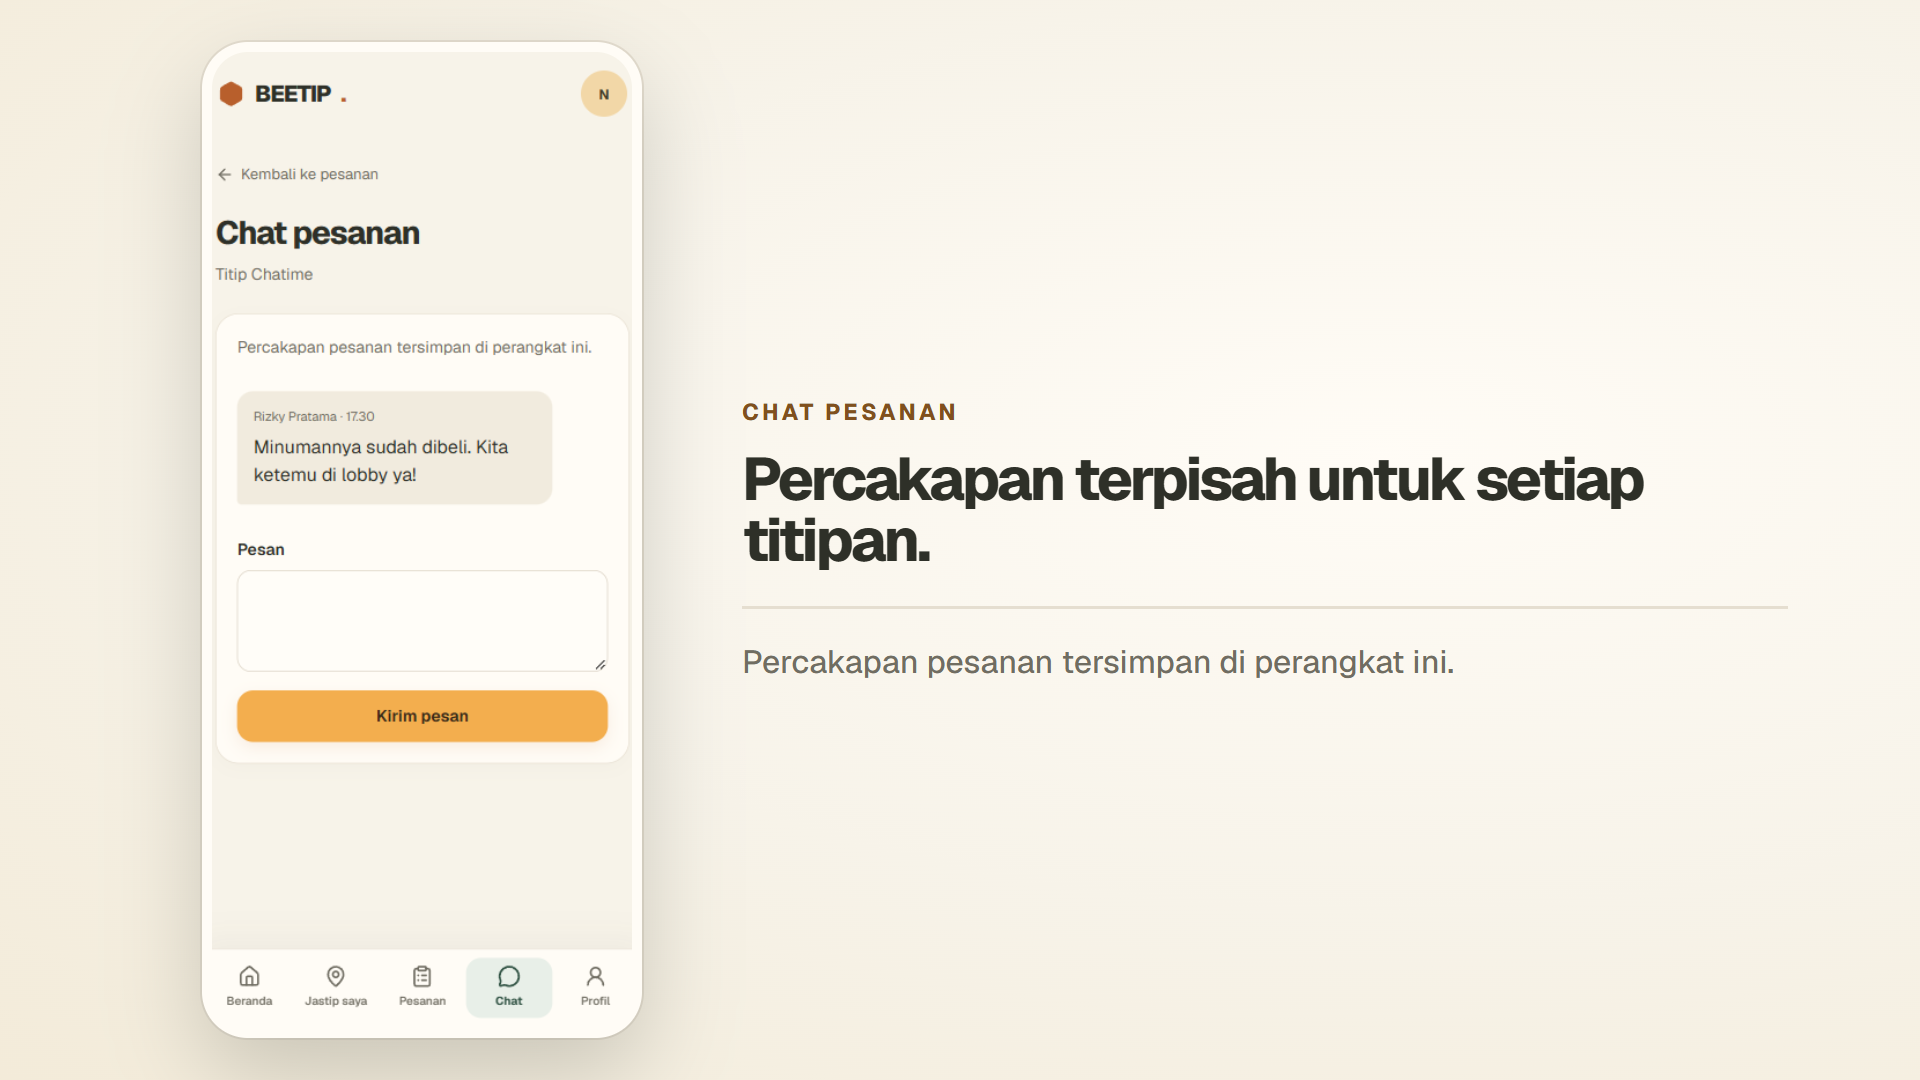 BEETIP .
N
Kembali ke pesanan
Chat pesanan
Titip Chatime
Percakapan pesanan tersimpan di perangkat ini.
Rizky Pratama · 17.30
Minumannya sudah dibeli. Kita
ketemu di lobby ya!
Pesan
Kirim pesan
Beranda
Jastip saya
Pesanan
Chat
Profil
CHAT PESANAN
Percakapan terpisah untuk setiap
titipan.
Percakapan pesanan tersimpan di perangkat ini.